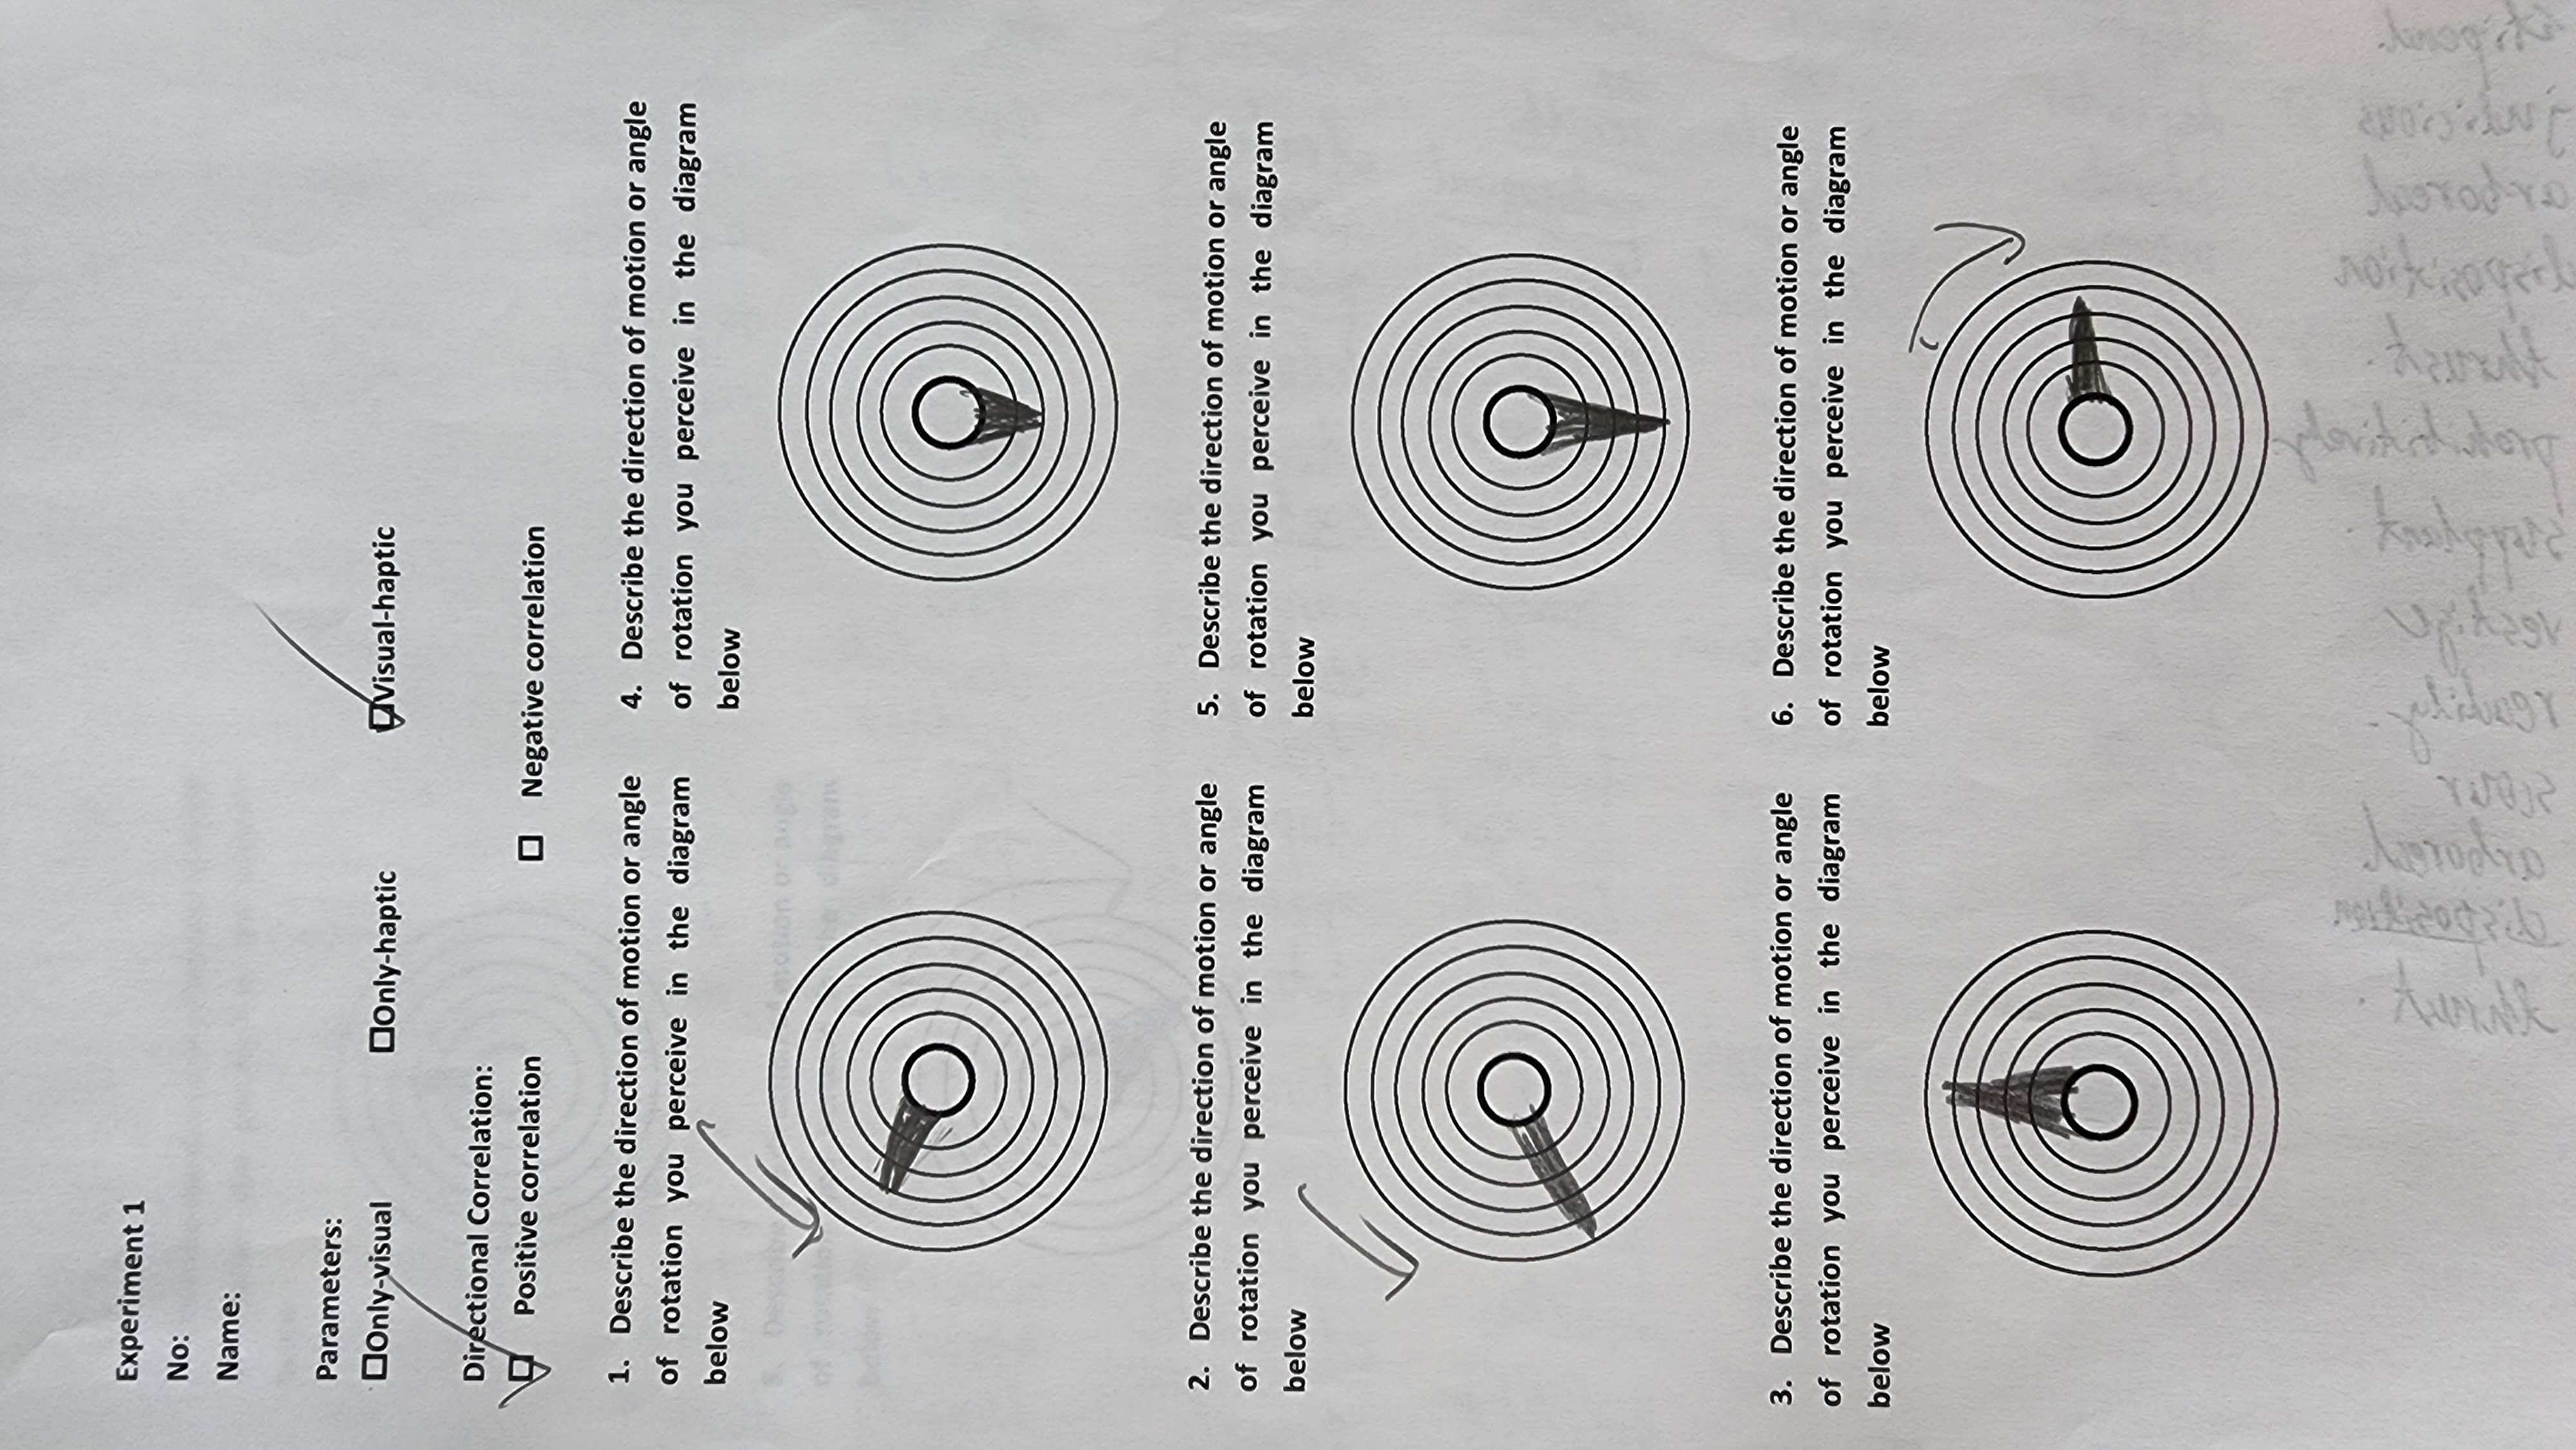 Experiment 1
No:
Name:
Parameters:
☐Only-visual ☐Only-haptic ☑Visual-haptic
Directional Correlation:
☑ Positive correlation ☐ Negative correlation
1. Describe the direction of motion or angle
of rotation you perceive in the diagram
below
4. Describe the direction of motion or angle
of rotation you perceive in the diagram
below
2. Describe the direction of motion or angle
of rotation you perceive in the diagram
below
5. Describe the direction of motion or angle
of rotation you perceive in the diagram
below
3. Describe the direction of motion or angle
of rotation you perceive in the diagram
below
6. Describe the direction of motion or angle
of rotation you perceive in the diagram
below